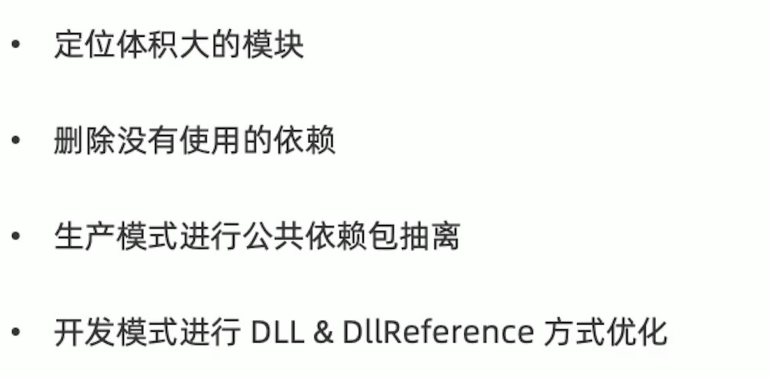 • 定位体积大的模块
• 删除没有使用的依赖
• 生产模式进行公共依赖包抽离
• 开发模式进行 DLL & DllReference 方式优化